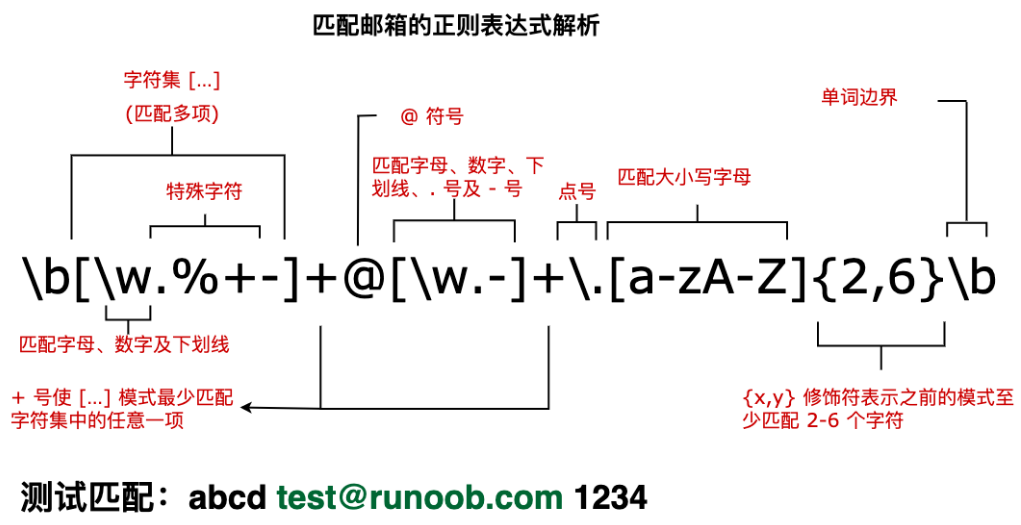 匹配邮箱的正则表达式解析
字符集 [...]
(匹配多项)
特殊字符
@ 符号
匹配字母、数字、下
划线、. 号及 - 号
点号
匹配大小写字母
单词边界
\b[\w.%+-]+@[\w.-]+\.[a-zA-Z]{2,6}\b
匹配字母、数字及下划线
+ 号使 [...] 模式最少匹配
字符集中的任意一项
{x,y} 修饰符表示之前的模式至
少匹配 2-6 个字符
测试匹配：abcd test@runoob.com 1234